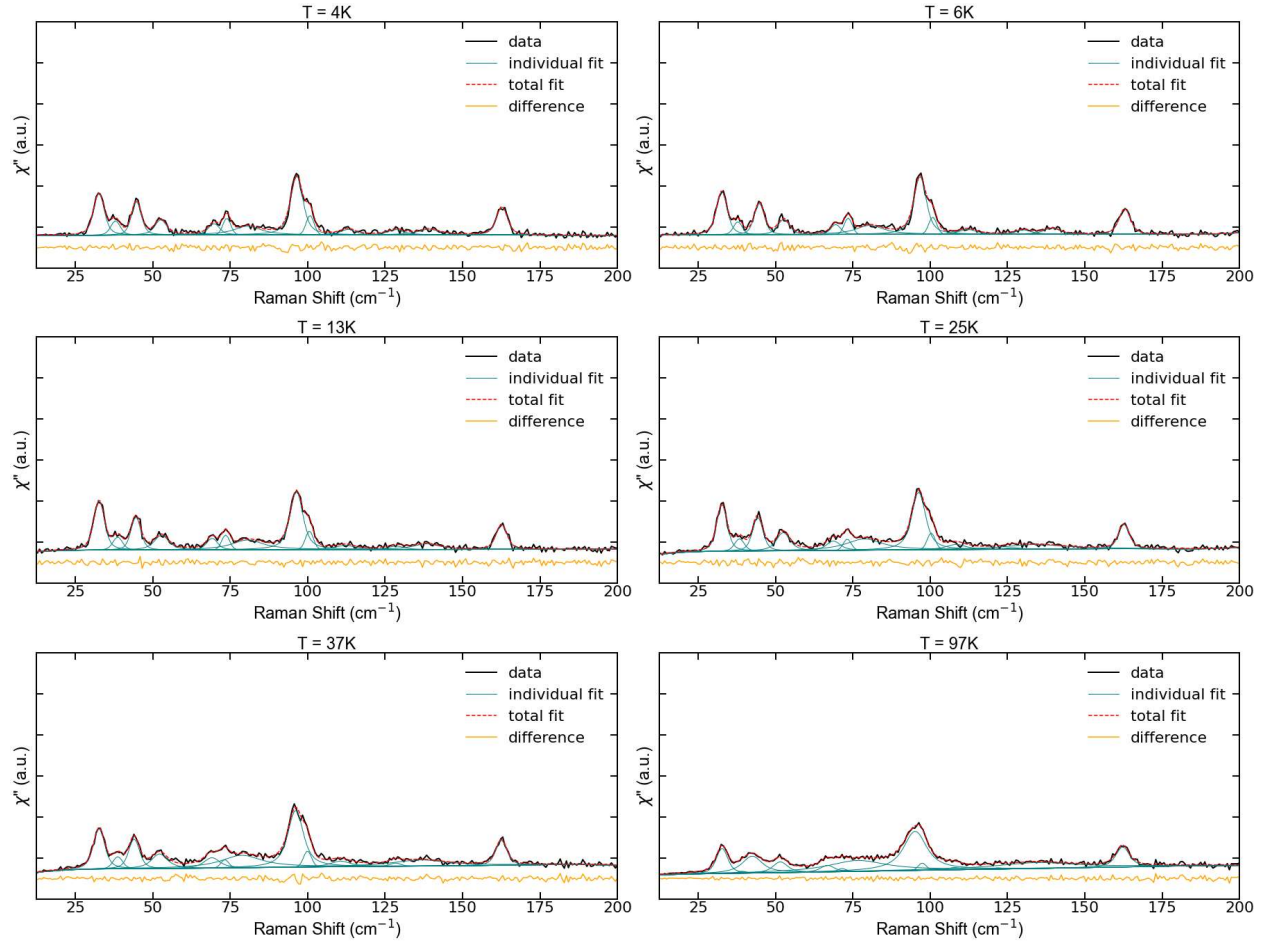 T = 4K
χ" (a.u.)
data
individual fit
total fit
difference
25 50 75 100 125 150 175 200
Raman Shift (cm⁻¹)
T = 6K
χ" (a.u.)
data
individual fit
total fit
difference
25 50 75 100 125 150 175 200
Raman Shift (cm⁻¹)
T = 13K
χ" (a.u.)
data
individual fit
total fit
difference
25 50 75 100 125 150 175 200
Raman Shift (cm⁻¹)
T = 25K
χ" (a.u.)
data
individual fit
total fit
difference
25 50 75 100 125 150 175 200
Raman Shift (cm⁻¹)
T = 37K
χ" (a.u.)
data
individual fit
total fit
difference
25 50 75 100 125 150 175 200
Raman Shift (cm⁻¹)
T = 97K
χ" (a.u.)
data
individual fit
total fit
difference
25 50 75 100 125 150 175 200
Raman Shift (cm⁻¹)